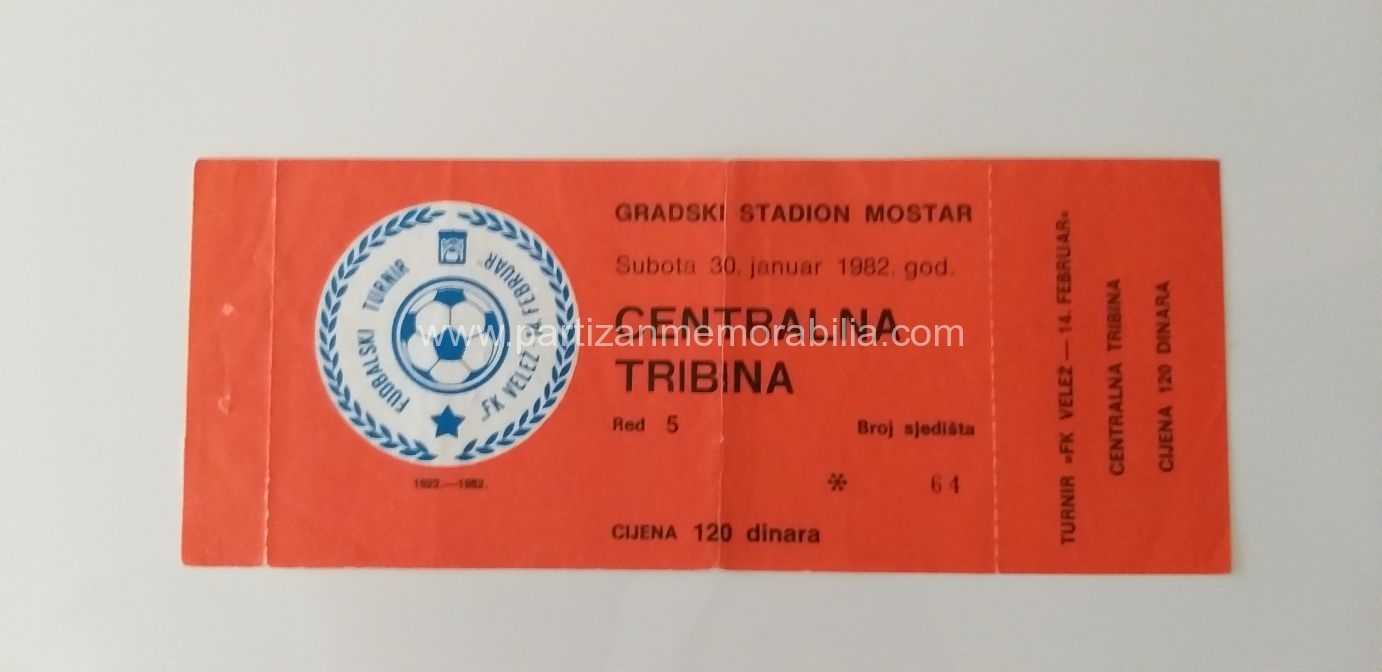 FUDBALSKI TURNIR
„FK VELEŽ 14. FEBRUAR"
1922.—1982.
GRADSKI STADION MOSTAR
Subota 30. januar 1982. god.
CENTRALNA
TRIBINA
www.partizanmemorabilia.com
Red 5
Broj sjedišta
* 64
CIJENA 120 dinara
TURNIR »FK VELEŽ — 14. FEBRUAR«
CENTRALNA TRIBINA
CIJENA 120 DINARA